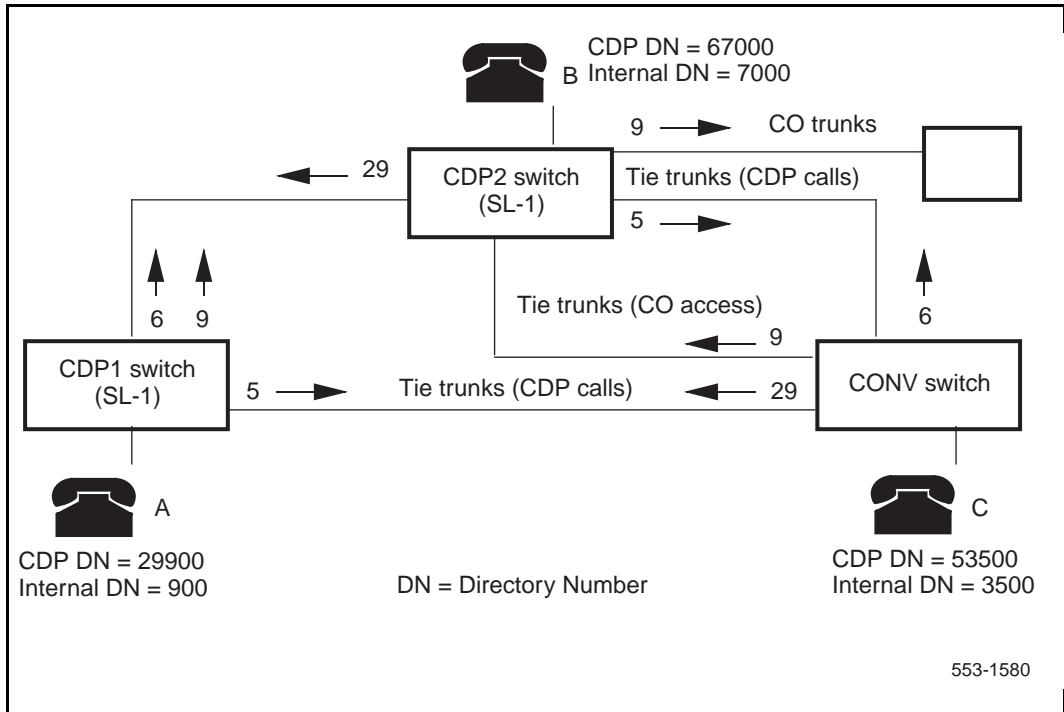 CDP DN = 67000
B Internal DN = 7000
9 CO trunks
29
CDP2 switch
(SL-1)
Tie trunks (CDP calls)
5
Tie trunks (CO access)
6 9
6
9
CDP1 switch
(SL-1)
5 Tie trunks (CDP calls) 29
CONV switch
A
C
CDP DN = 29900
Internal DN = 900
DN = Directory Number
CDP DN = 53500
Internal DN = 3500
553-1580